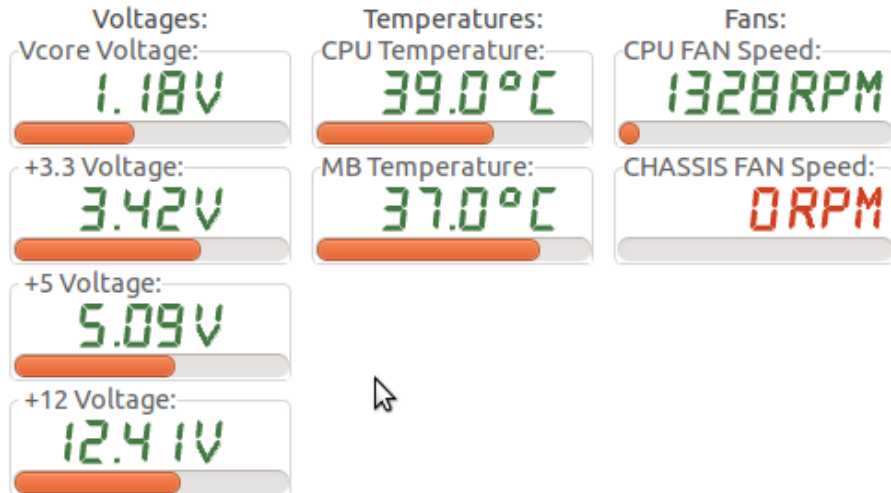 Voltages:
Vcore Voltage:
1.18V
+3.3 Voltage:
3.42V
+5 Voltage:
5.09V
+12 Voltage:
12.41V
Temperatures:
CPU Temperature:
39.0°C
MB Temperature:
37.0°C
Fans:
CPU FAN Speed:
1328RPM
CHASSIS FAN Speed:
0RPM